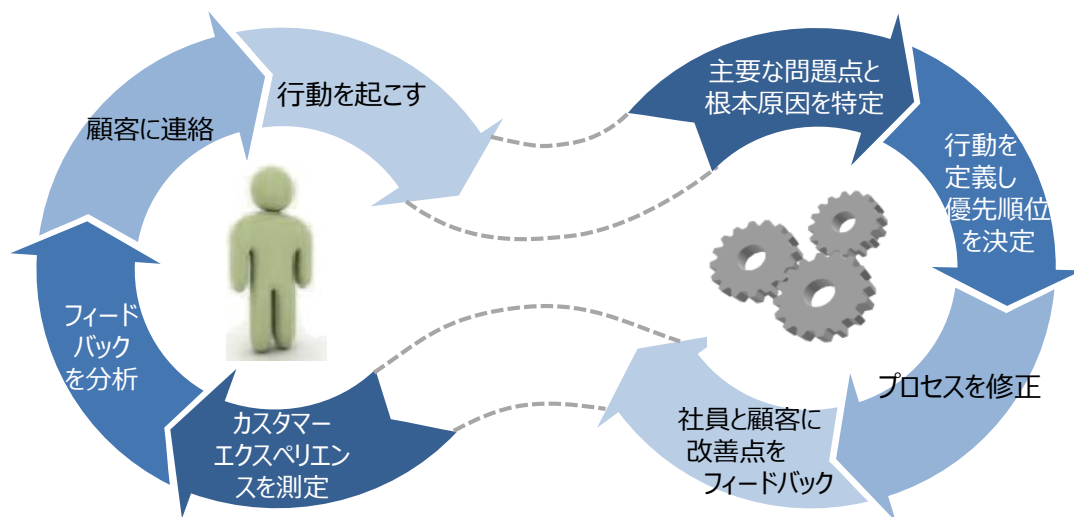 行動を起こす
顧客に連絡
フィード
バック
を分析
カスタマー
エクスペリエン
スを測定
主要な問題点と
根本原因を特定
行動を
定義し
優先順位
を決定
プロセスを修正
社員と顧客に
改善点を
フィードバック